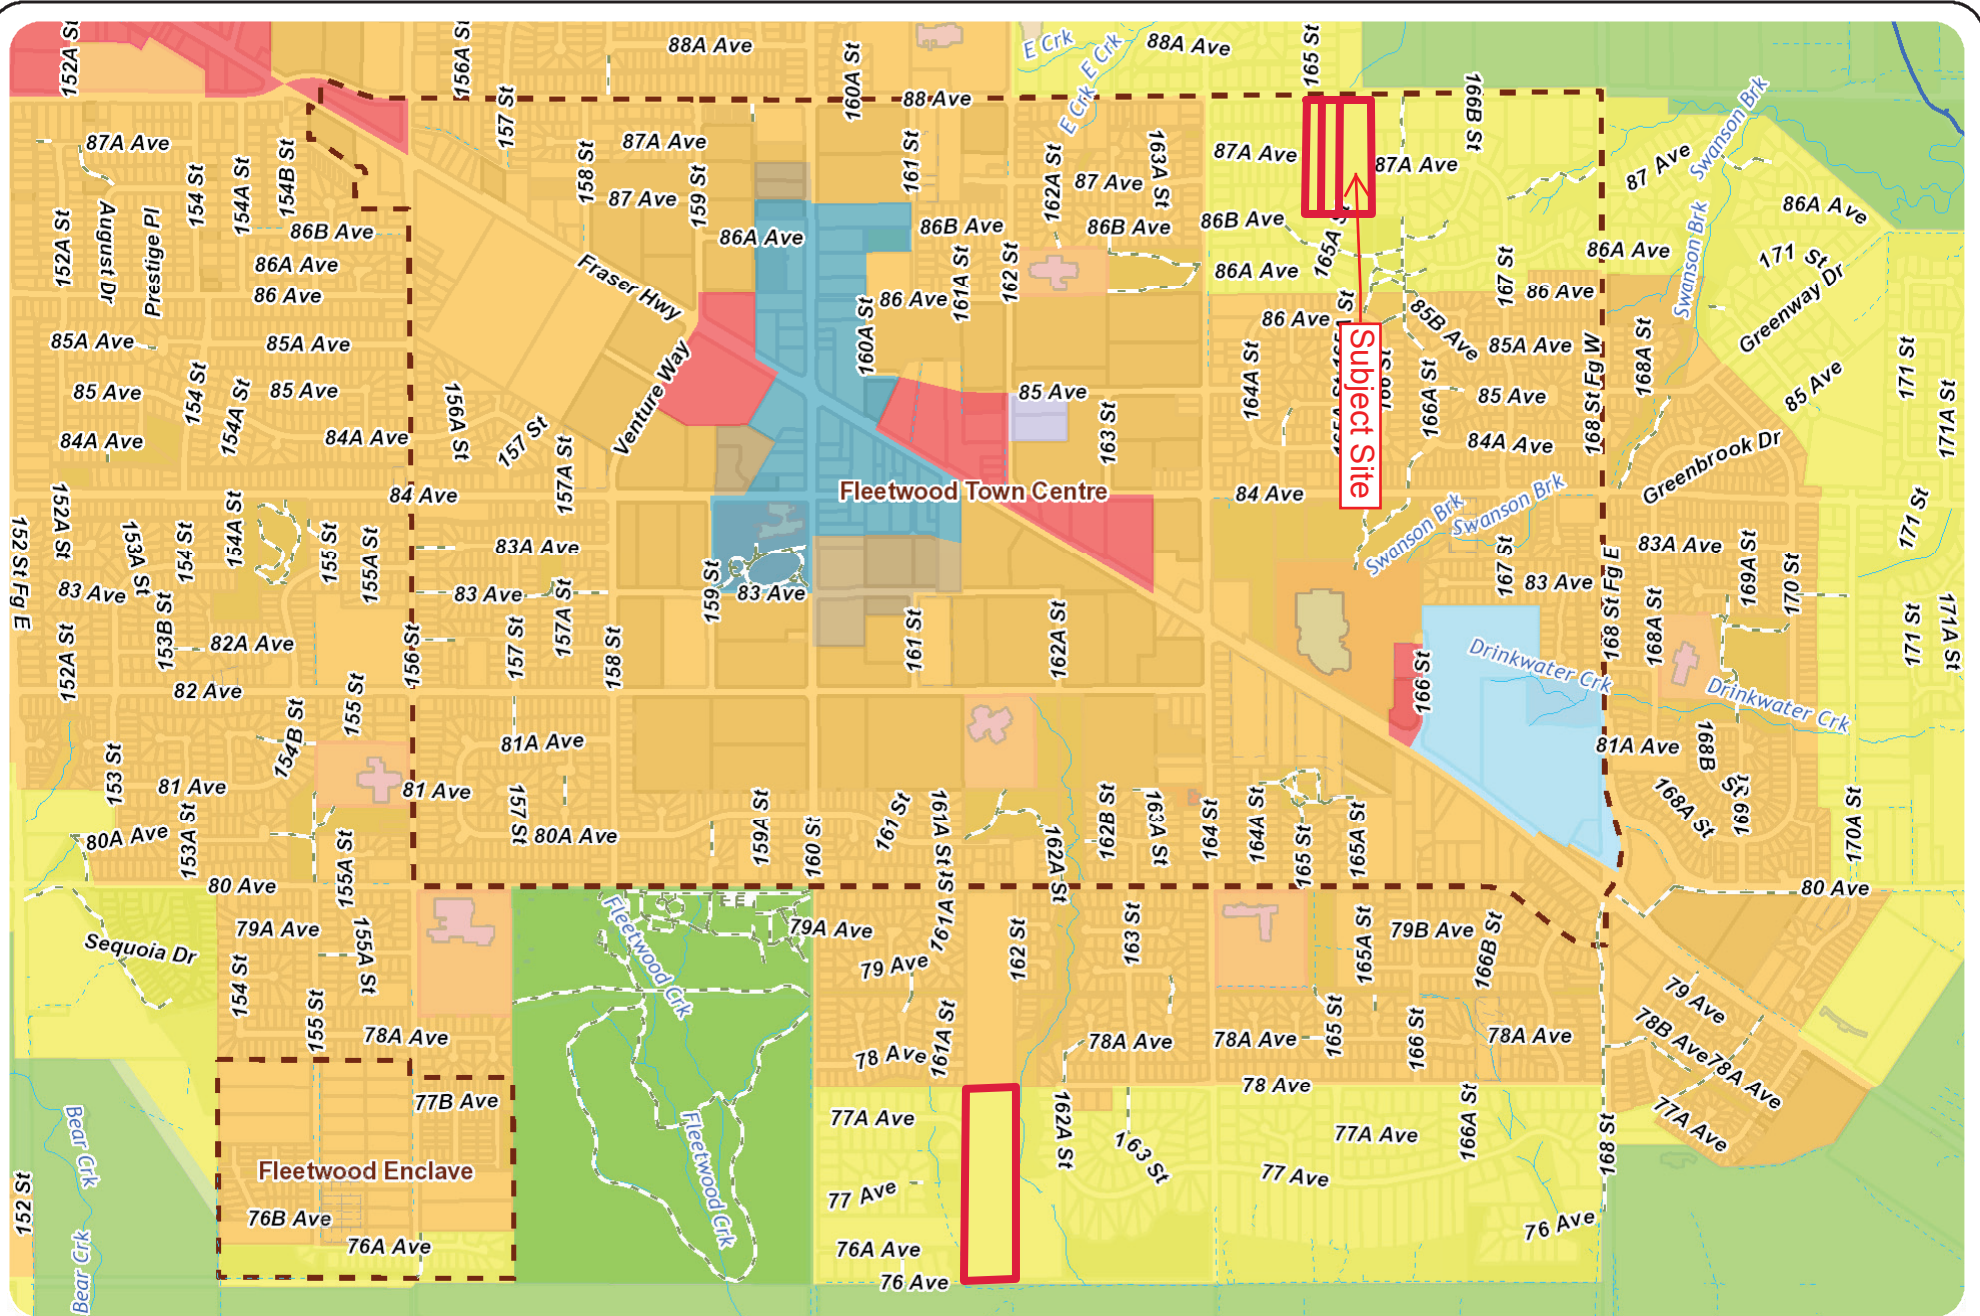 152A St
156A St
88A Ave
160A St
E Crk
E Crk
88A Ave
165 St
166B St
88 Ave
E Crk
Swanson Brk
87A Ave
157 St
87A Ave
161 St
163A St
87A Ave
87A Ave
87 Ave
154 St
154A St
154B St
158 St
87 Ave
159 St
162A St
87 Ave
86A Ave
152A St
August Dr
Prestige Pl
86B Ave
86A Ave
86B Ave
86B Ave
86B Ave
165A St
86A Ave
Swanson Brk
171 St
86A Ave
Fraser Hwy
161A St
162 St
86A Ave
167 St
86 Ave
Greenway Dr
86 Ave
86 Ave
160A St
86 Ave
165A St
85B Ave
85A Ave
85A Ave
Venture Way
Subject Site
85A Ave
168 St Fg W
168A St
171 St
85 Ave
154 St
154A St
85 Ave
156A St
85 Ave
163 St
164A St
165A St
166 St
166A St
85 Ave
85 Ave
171A St
84A Ave
84A Ave
157 St
157A St
84A Ave
Greenbrook Dr
84 Ave
Fleetwood Town Centre
84 Ave
Swanson Brk
Swanson Brk
152 St Fg E
152A St
153A St
154 St
154A St
155 St
155A St
83A Ave
83A Ave
169A St
170 St
171 St
83 Ave
153B St
83 Ave
157A St
159 St
83 Ave
167 St
83 Ave
168 St Fg E
168A St
171 St
171A St
152A St
82A Ave
156 St
157 St
158 St
161 St
162A St
166 St
Drinkwater Crk
Drinkwater Crk
82 Ave
155 St
154B St
81A Ave
81A Ave
168B St
153 St
81 Ave
81 Ave
157 St
159A St
160 St
161 St
161A St
162B St
163A St
164 St
164A St
165 St
165A St
168A St
169 St
170A St
80A Ave
153A St
155A St
80A Ave
162A St
80 Ave
80 Ave
Sequoia Dr
79A Ave
155A St
154 St
155 St
Fleetwood Crk
79A Ave
161A St
162 St
163 St
165A St
79B Ave
166B St
79 Ave
79 Ave
78A Ave
161A St
78 Ave
78A Ave
78A Ave
165 St
166 St
78A Ave
78B Ave
78A Ave
77B Ave
78 Ave
Bear Crk
Fleetwood Enclave
Fleetwood Crk
77A Ave
162A St
163 St
77A Ave
166A St
168 St
77A Ave
152 St
77 Ave
77 Ave
76B Ave
76A Ave
76A Ave
76 Ave
Bear Crk
76 Ave